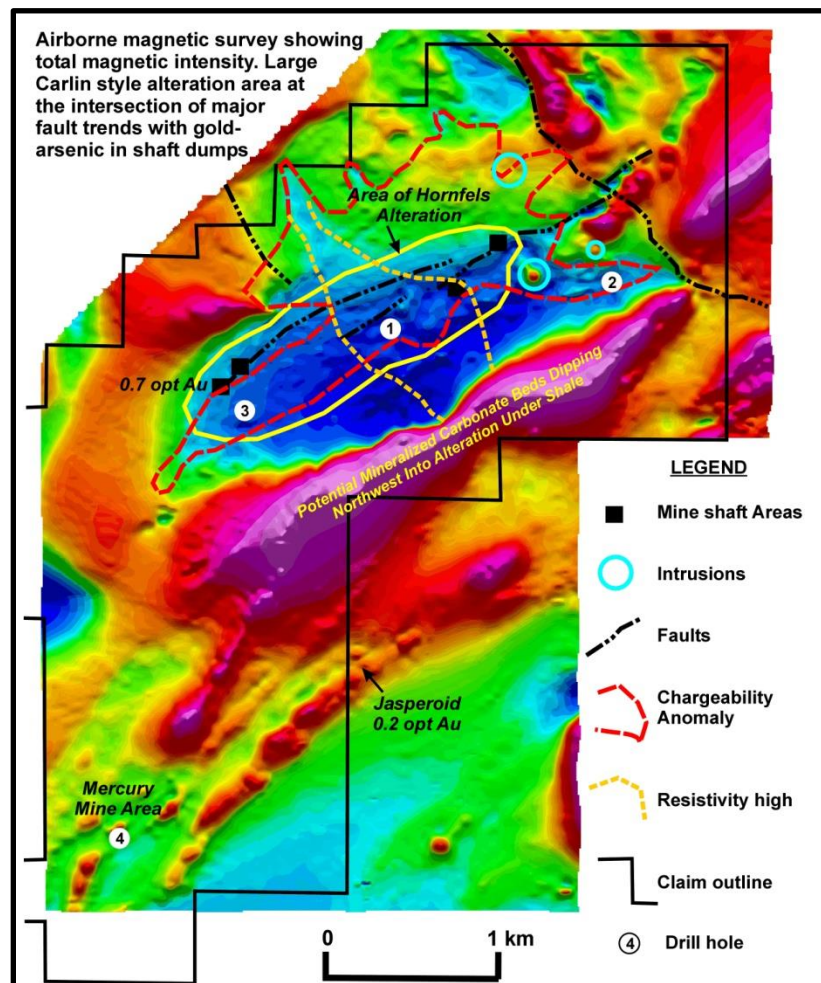 Airborne magnetic survey showing
total magnetic intensity. Large
Carlin style alteration area at
the intersection of major
fault trends with gold-
arsenic in shaft dumps
Area of Hornfels
Alteration
2
1
0.7 opt Au
3
Potential Mineralized Carbonate Beds Dipping
Northwest Into Alteration Under Shale
LEGEND
Mine shaft Areas
Intrusions
Faults
Chargeability
Anomaly
Resistivity high
Claim outline
4 Drill hole
Jasperoid
0.2 opt Au
Mercury
Mine Area
4
0 1 km